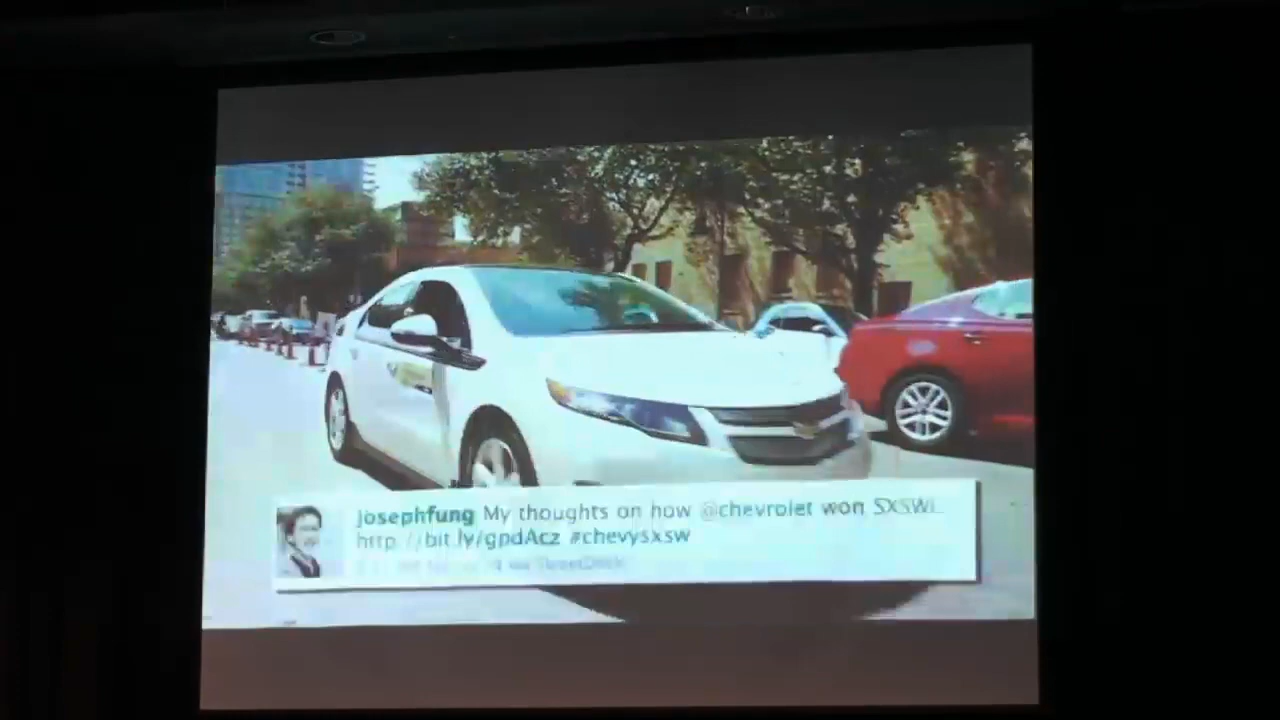 josephfung My thoughts on how @chevrolet won SXSWi.
http://bit.ly/gpdAcz #chevysxsw